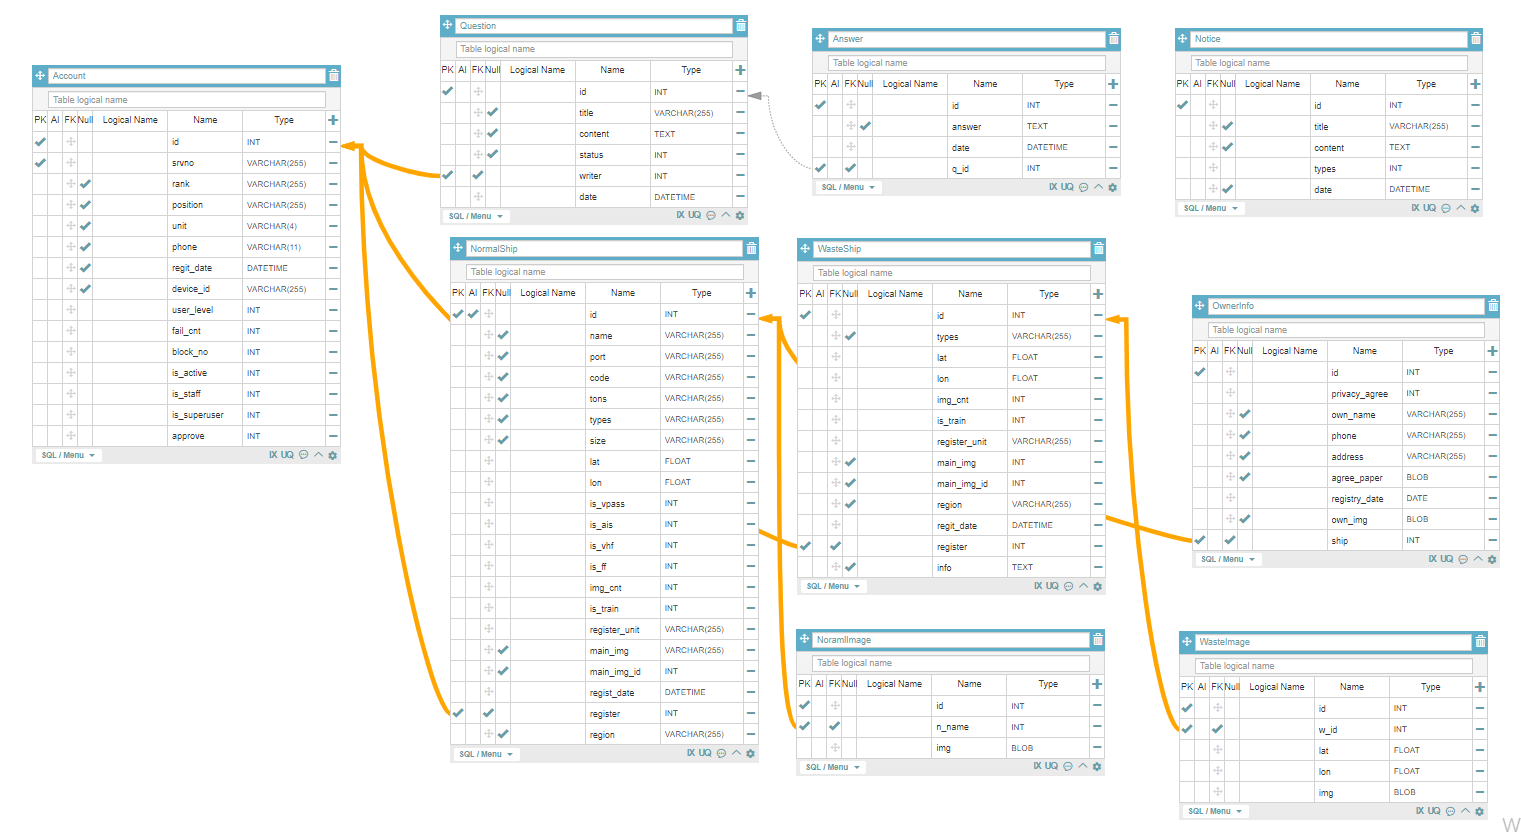 Account
Table logical name
PK AI FK Null Logical Name Name Type
id INT
srvno VARCHAR(255)
rank VARCHAR(255)
position VARCHAR(255)
unit VARCHAR(4)
phone VARCHAR(11)
regit_date DATETIME
device_id VARCHAR(255)
user_level INT
fail_cnt INT
block_no INT
is_active INT
is_staff INT
is_superuser INT
approve INT
SQL / Menu IX UQ
Question
Table logical name
PK AI FK Null Logical Name Name Type
id INT
title VARCHAR(255)
content TEXT
status INT
writer INT
date DATETIME
SQL / Menu IX UQ
Answer
Table logical name
PK AI FK Null Logical Name Name Type
id INT
answer TEXT
date DATETIME
q_id INT
SQL / Menu IX UQ
Notice
Table logical name
PK AI FK Null Logical Name Name Type
id INT
title VARCHAR(255)
content TEXT
types INT
date DATETIME
SQL / Menu IX UQ
NormalShip
Table logical name
PK AI FK Null Logical Name Name Type
id INT
name VARCHAR(255)
port VARCHAR(255)
code VARCHAR(255)
tons VARCHAR(255)
types VARCHAR(255)
size VARCHAR(255)
lat FLOAT
lon FLOAT
is_vpass INT
is_ais INT
is_vhf INT
is_ff INT
img_cnt INT
is_train INT
register_unit VARCHAR(255)
main_img VARCHAR(255)
main_img_id INT
regist_date DATETIME
register INT
region VARCHAR(255)
SQL / Menu IX UQ
WasteShip
Table logical name
PK AI FK Null Logical Name Name Type
id INT
types VARCHAR(255)
lat FLOAT
lon FLOAT
img_cnt INT
is_train INT
register_unit VARCHAR(255)
main_img INT
main_img_id INT
region VARCHAR(255)
regit_date DATETIME
register INT
info TEXT
SQL / Menu IX UQ
OwnerInfo
Table logical name
PK AI FK Null Logical Name Name Type
id INT
privacy_agree INT
own_name VARCHAR(255)
phone VARCHAR(255)
address VARCHAR(255)
agree_paper BLOB
registry_date DATE
own_img BLOB
ship INT
SQL / Menu IX UQ
NoramlImage
Table logical name
PK AI FK Null Logical Name Name Type
id INT
n_name INT
img BLOB
SQL / Menu IX UQ
WasteImage
Table logical name
PK AI FK Null Logical Name Name Type
id INT
w_id INT
lat FLOAT
lon FLOAT
img BLOB
SQL / Menu IX UQ
W